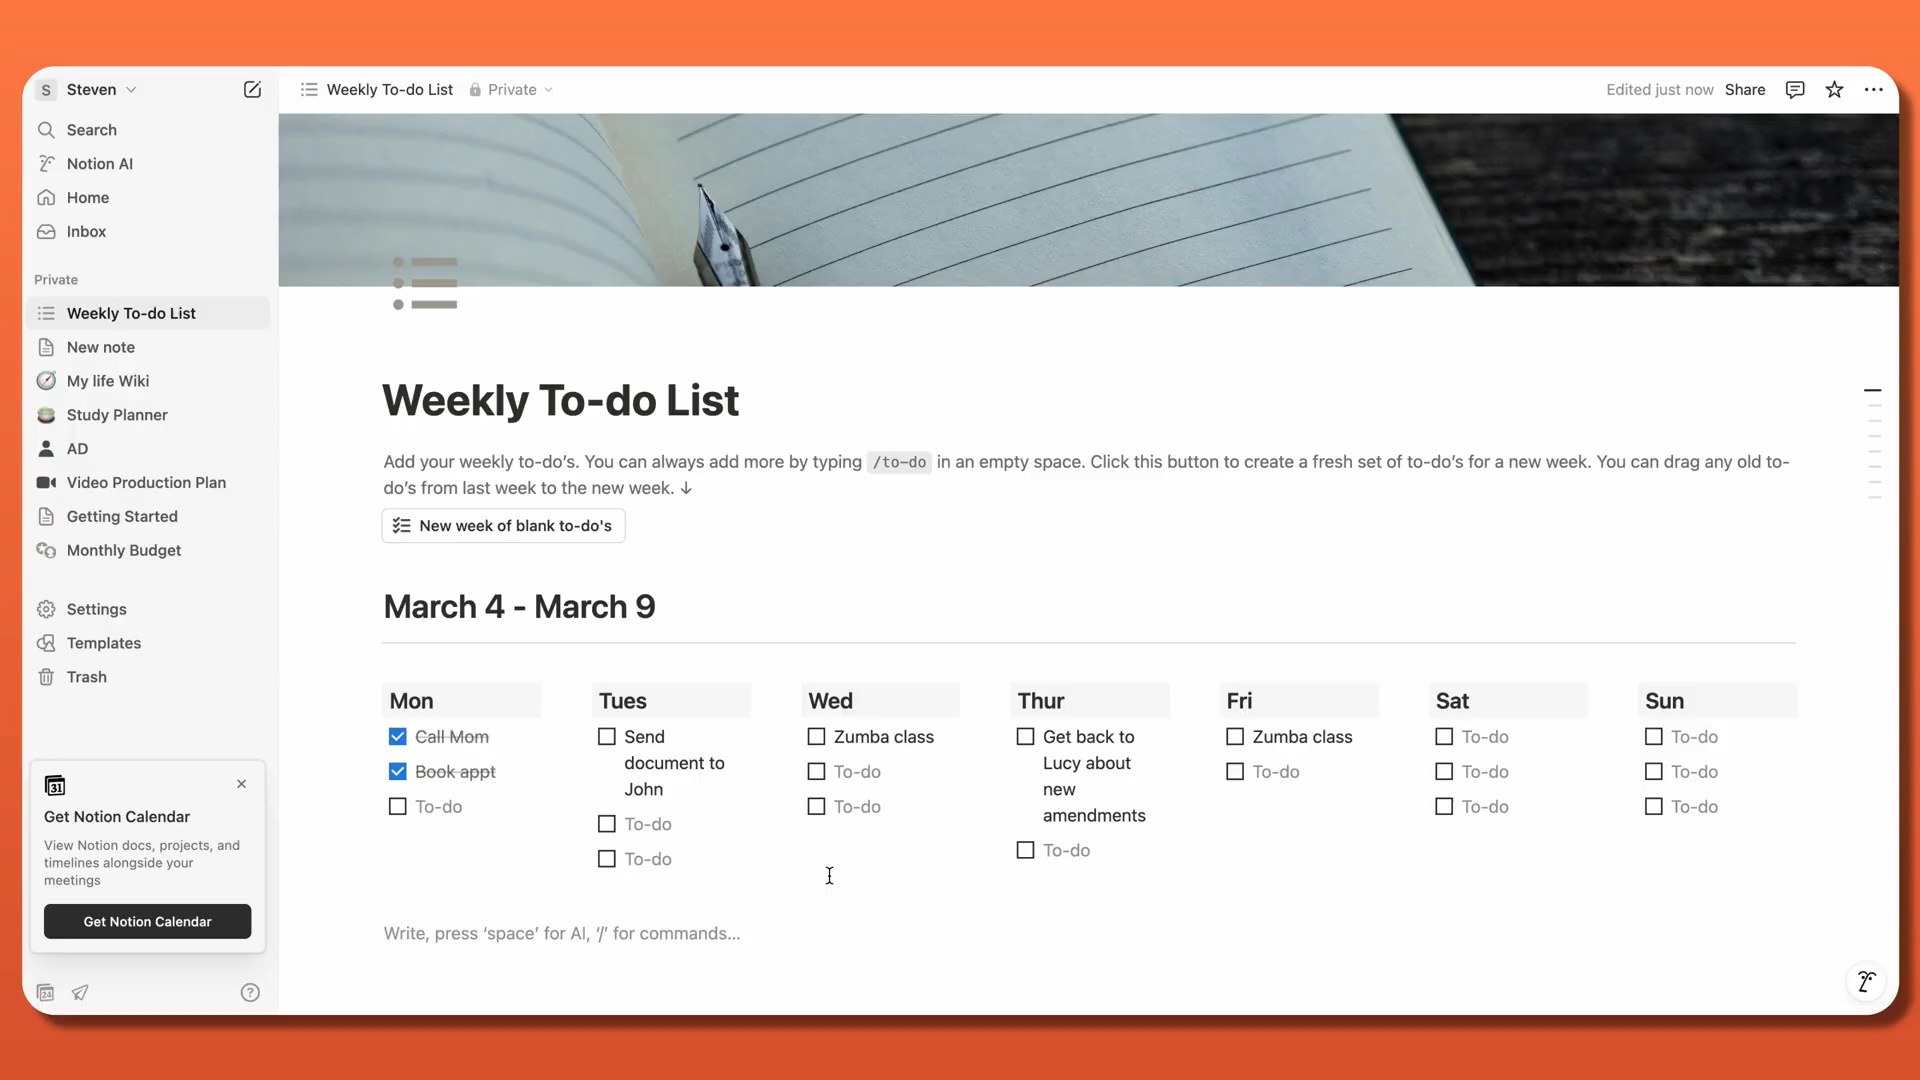 S Steven
Search
Notion AI
Home
Inbox
Private
Weekly To-do List
New note
My life Wiki
Study Planner
AD
Video Production Plan
Getting Started
Monthly Budget
Settings
Templates
Trash
31
Get Notion Calendar
View Notion docs, projects, and
timelines alongside your
meetings
Get Notion Calendar
24
?
Weekly To-do List Private
Edited just now Share
Weekly To-do List
Add your weekly to-do’s. You can always add more by typing /to-do in an empty space. Click this button to create a fresh set of to-do’s for a new week. You can drag any old to-
do’s from last week to the new week. ↓
New week of blank to-do's
March 4 - March 9
Mon
Call Mom
Book appt
To-do
Tues
Send
document to
John
To-do
To-do
Wed
Zumba class
To-do
To-do
Thur
Get back to
Lucy about
new
amendments
To-do
Fri
Zumba class
To-do
Sat
To-do
To-do
To-do
Sun
To-do
To-do
To-do
Write, press ‘space’ for AI, ‘/’ for commands...